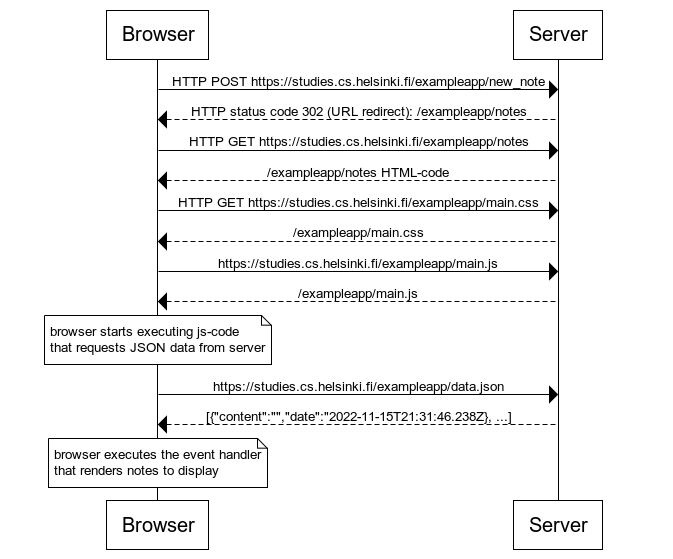 Browser
Server
HTTP POST https://studies.cs.helsinki.fi/exampleapp/new_note
HTTP status code 302 (URL redirect): /exampleapp/notes
HTTP GET https://studies.cs.helsinki.fi/exampleapp/notes
/exampleapp/notes HTML-code
HTTP GET https://studies.cs.helsinki.fi/exampleapp/main.css
/exampleapp/main.css
https://studies.cs.helsinki.fi/exampleapp/main.js
/exampleapp/main.js
browser starts executing js-code
that requests JSON data from server
https://studies.cs.helsinki.fi/exampleapp/data.json
[{"content":"","date":"2022-11-15T21:31:46.238Z}, ...]
browser executes the event handler
that renders notes to display
Browser
Server